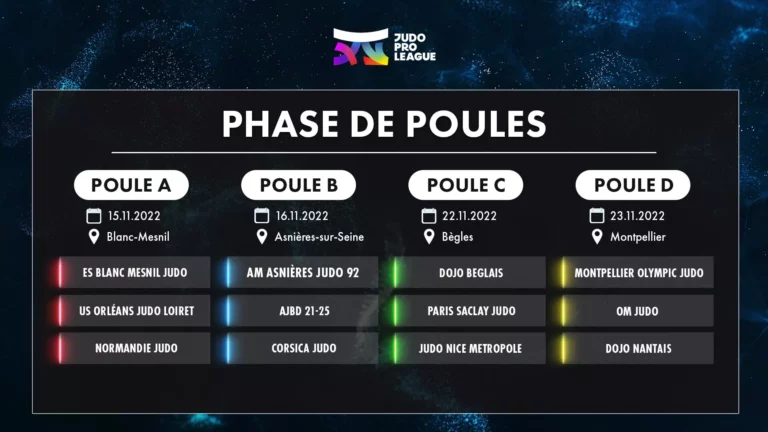 JUDO
PRO
LEAGUE
PHASE DE POULES
POULE A
15.11.2022
Blanc-Mesnil
ES BLANC MESNIL JUDO
US ORLÉANS JUDO LOIRET
NORMANDIE JUDO
POULE B
16.11.2022
Asnières-sur-Seine
AM ASNIÈRES JUDO 92
AJBD 21-25
CORSICA JUDO
POULE C
22.11.2022
Bègles
DOJO BEGLAIS
PARIS SACLAY JUDO
JUDO NICE METROPOLE
POULE D
23.11.2022
Montpellier
MONTPELLIER OLYMPIC JUDO
OM JUDO
DOJO NANTAIS